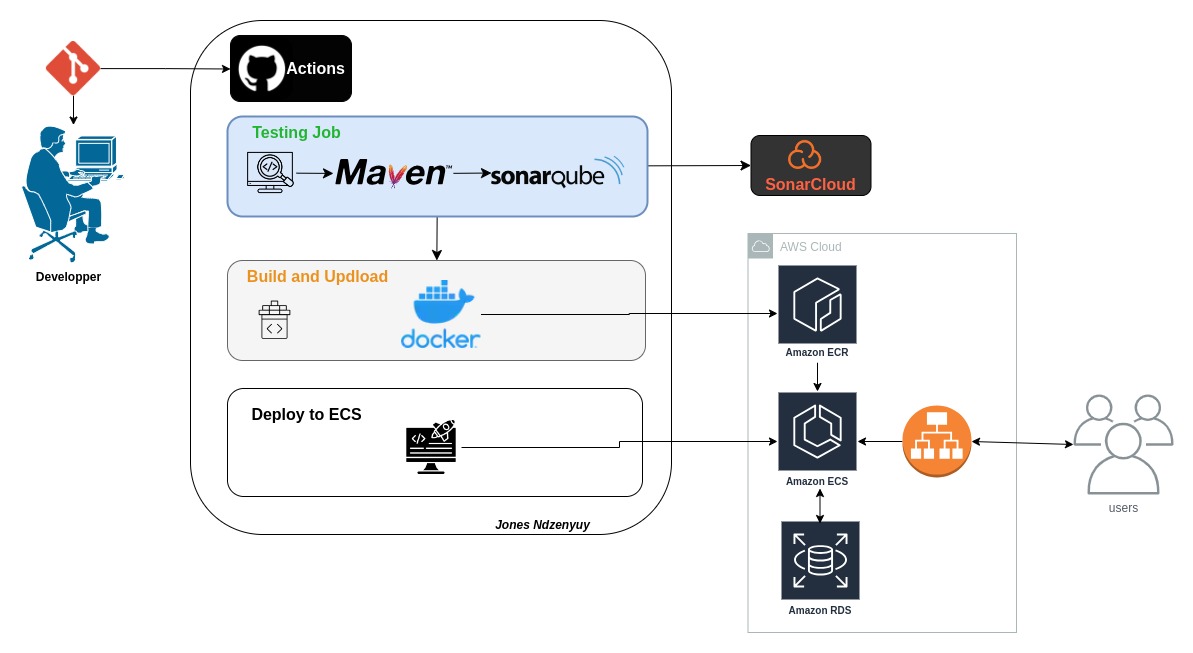 Actions
Testing Job
Maven™
sonarqube
SonarCloud
Developper
AWS Cloud
Build and Updload
docker
Amazon ECR
Deploy to ECS
Amazon ECS
users
Jones Ndzenyuy
Amazon RDS